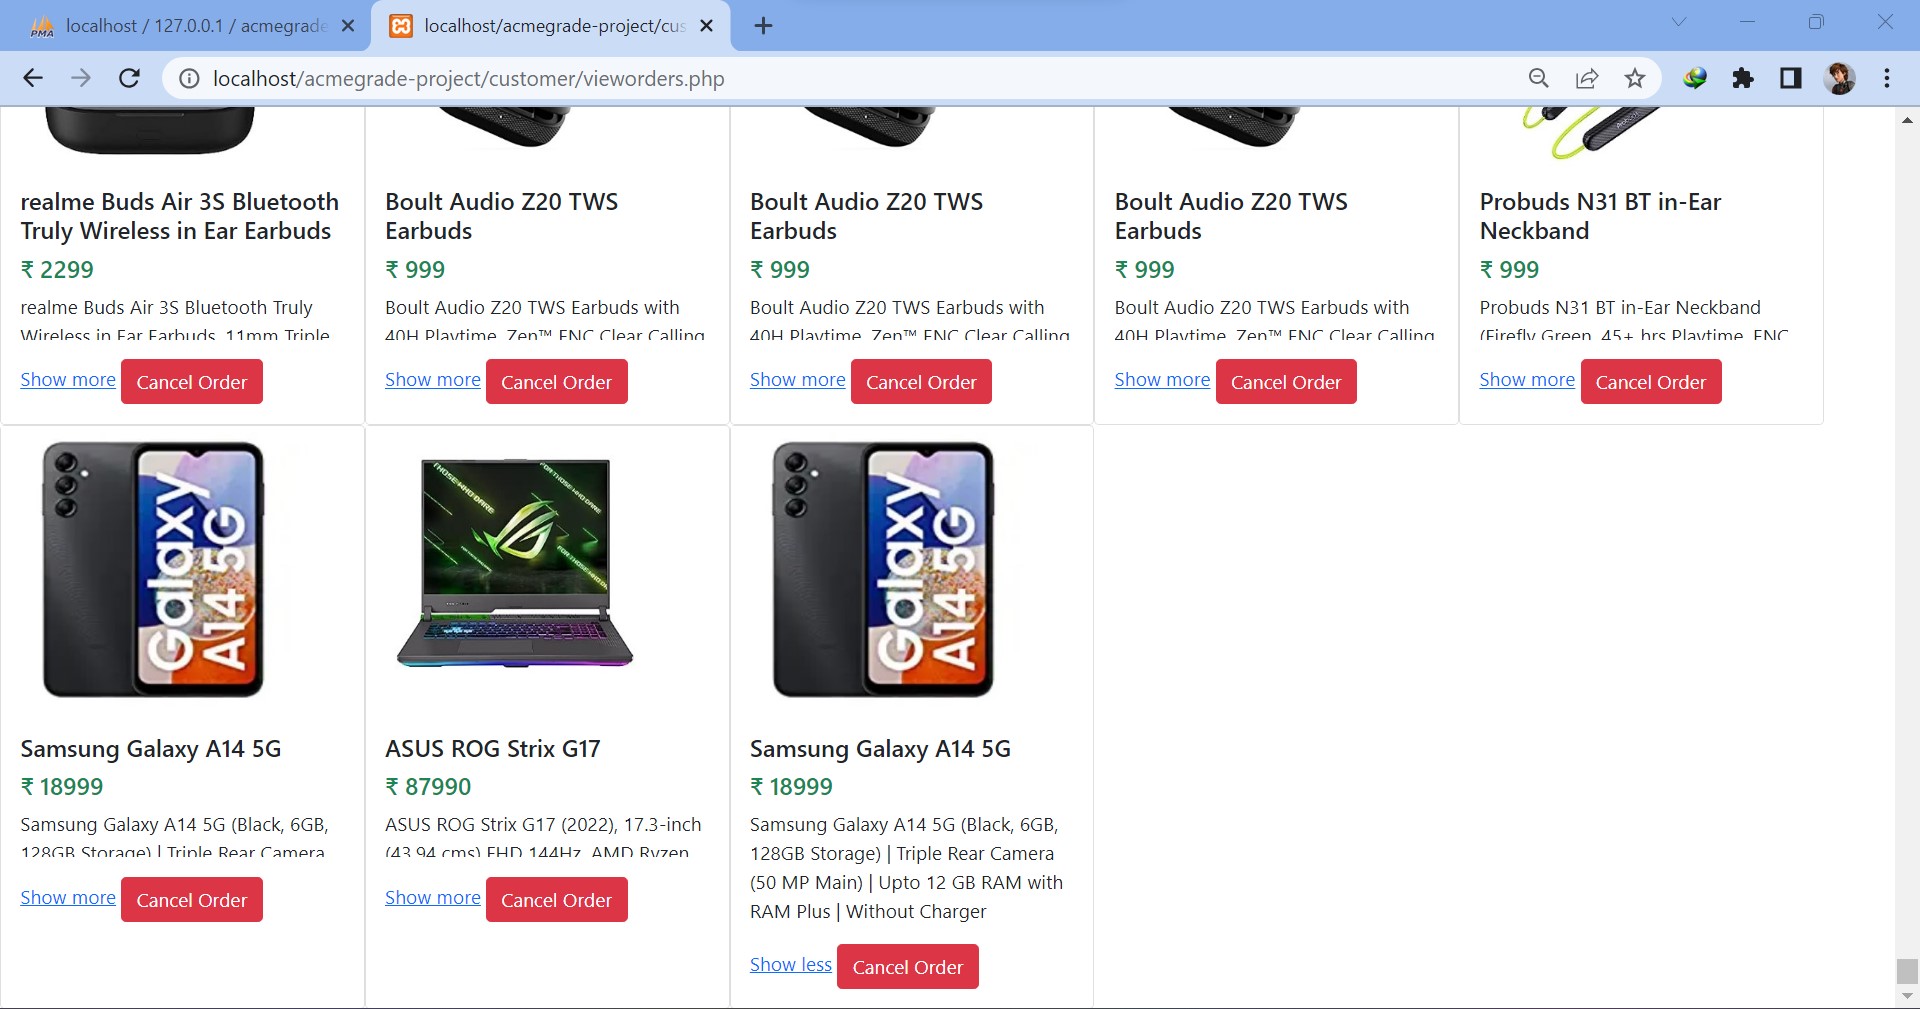 localhost / 127.0.0.1 / acmegrade
localhost/acmegrade-project/cus
localhost/acmegrade-project/customer/vieworders.php
realme Buds Air 3S Bluetooth
Truly Wireless in Ear Earbuds
₹ 2299
realme Buds Air 3S Bluetooth Truly
Wireless in Ear Earbuds, 11mm Triple
Show more Cancel Order
Boult Audio Z20 TWS
Earbuds
₹ 999
Boult Audio Z20 TWS Earbuds with
40H Playtime, Zen™ ENC Clear Calling
Show more Cancel Order
Boult Audio Z20 TWS
Earbuds
₹ 999
Boult Audio Z20 TWS Earbuds with
40H Playtime, Zen™ ENC Clear Calling
Show more Cancel Order
Boult Audio Z20 TWS
Earbuds
₹ 999
Boult Audio Z20 TWS Earbuds with
40H Playtime, Zen™ ENC Clear Calling
Show more Cancel Order
Probuds N31 BT in-Ear
Neckband
₹ 999
Probuds N31 BT in-Ear Neckband
(Firefly Green, 45+ hrs Playtime, ENC
Show more Cancel Order
Galaxy
A14 5G
Samsung Galaxy A14 5G
₹ 18999
Samsung Galaxy A14 5G (Black, 6GB,
128GB Storage) | Triple Rear Camera
Show more Cancel Order
FOR THOSE WHO DARE
ASUS ROG Strix G17
₹ 87990
ASUS ROG Strix G17 (2022), 17.3-inch
(43.94 cms) FHD 144Hz, AMD Ryzen
Show more Cancel Order
Galaxy
A14 5G
Samsung Galaxy A14 5G
₹ 18999
Samsung Galaxy A14 5G (Black, 6GB,
128GB Storage) | Triple Rear Camera
(50 MP Main) | Upto 12 GB RAM with
RAM Plus | Without Charger
Show less Cancel Order